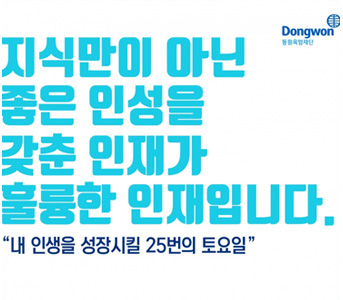 Dongwon
동원육영재단
지식만이 아닌
좋은 인성을
갖춘 인재가
훌륭한 인재입니다.
“내 인생을 성장시킬 25번의 토요일”